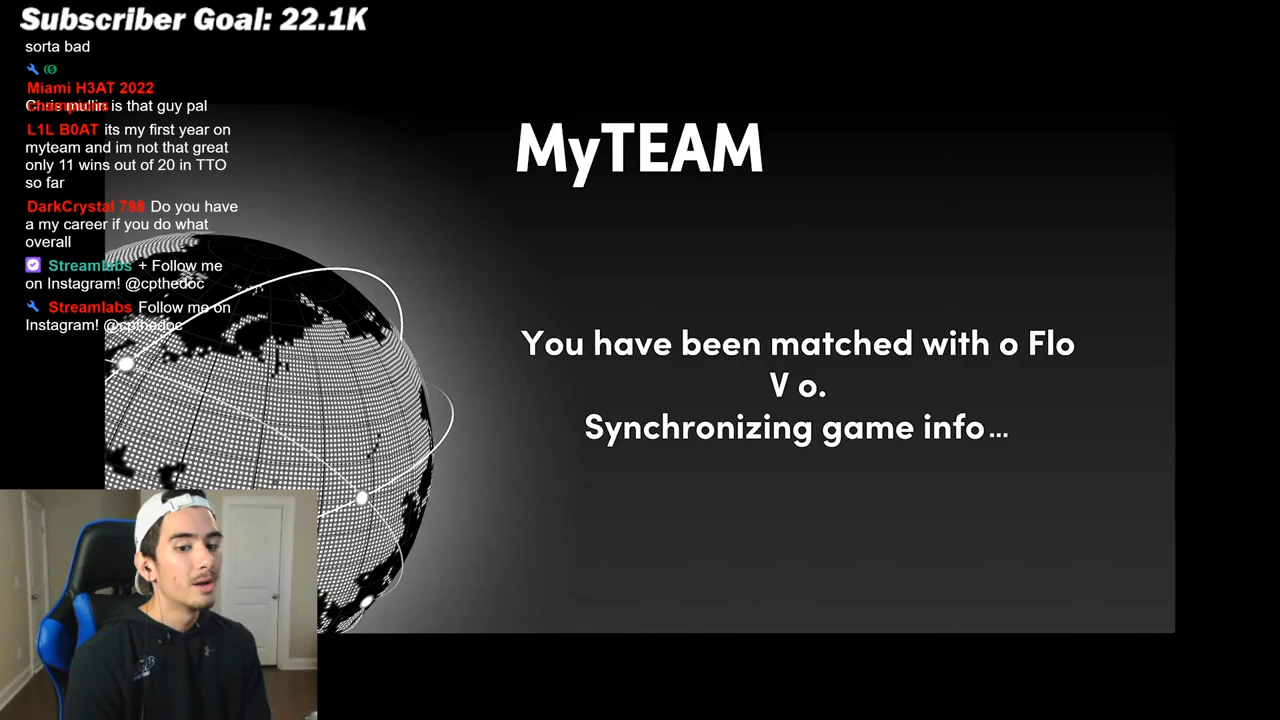 Subscriber Goal: 22.1K
sorta bad
Miami H3AT 2022
Champions
Chris mullin is that guy pal
L1L B0AT its my first year on
myteam and im not that great
only 11 wins out of 20 in TTO
so far
DarkCrystal 798 Do you have
a my career if you do what
overall
Streamlabs + Follow me
on Instagram! @cpthedoc
Streamlabs Follow me on
Instagram! @cpthedoc
MyTEAM
You have been matched with o Flo
V o.
Synchronizing game info...